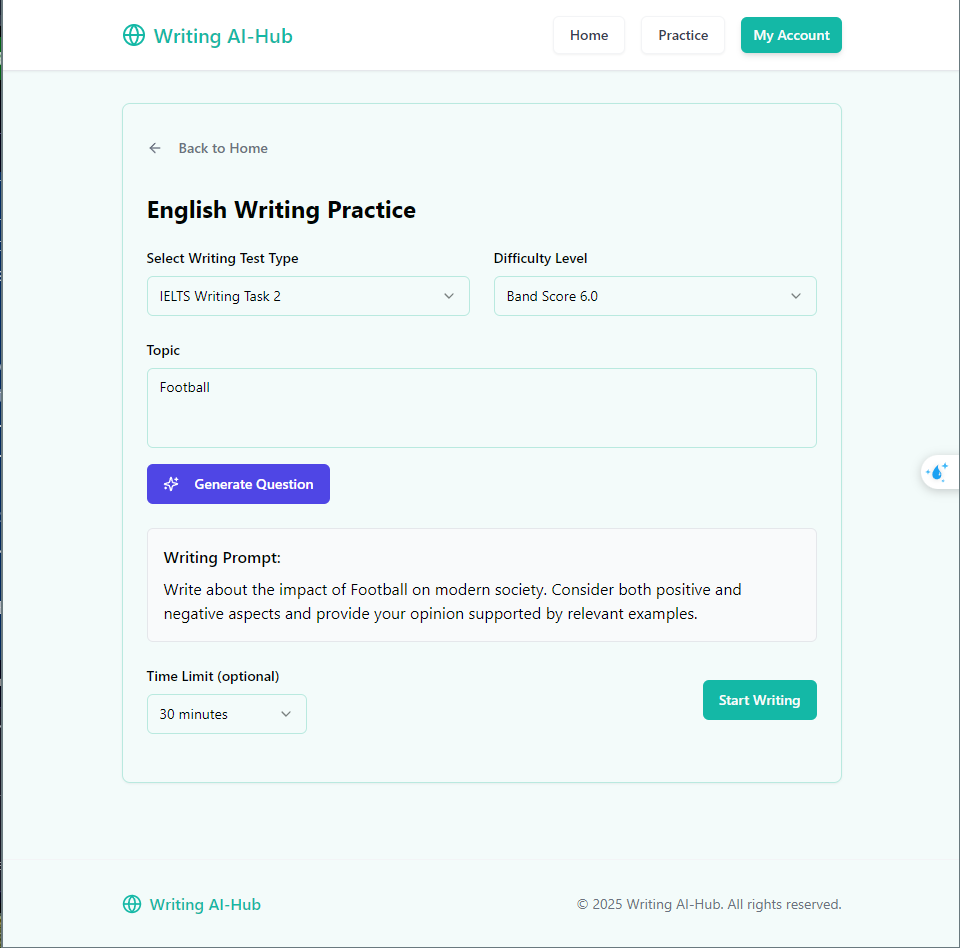 Writing AI-Hub
Home
Practice
My Account
Back to Home
English Writing Practice
Select Writing Test Type
Difficulty Level
IELTS Writing Task 2
Band Score 6.0
Topic
Football
Generate Question
Writing Prompt:
Write about the impact of Football on modern society. Consider both positive and
negative aspects and provide your opinion supported by relevant examples.
Time Limit (optional)
30 minutes
Start Writing
Writing AI-Hub
© 2025 Writing AI-Hub. All rights reserved.